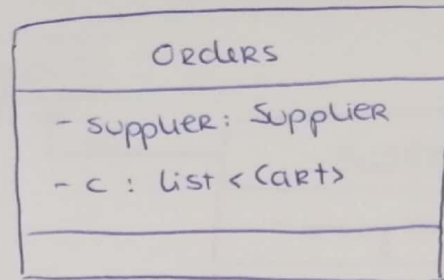 Orders
- supplier: Supplier
- c : List <Cart>